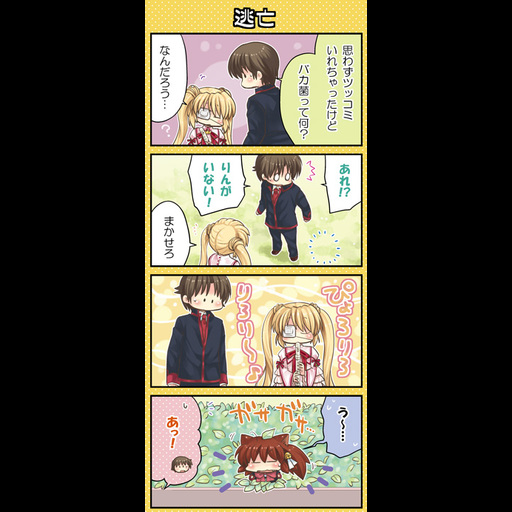 逃亡
思わずツッコミ
いれちゃったけど
バカ菌って何？
なんだろう…
？
あれ！？
りんが
いない！
まかせろ
ぴょろりろ
りろりー♪
う〜…
ガサガサ…
あっ！